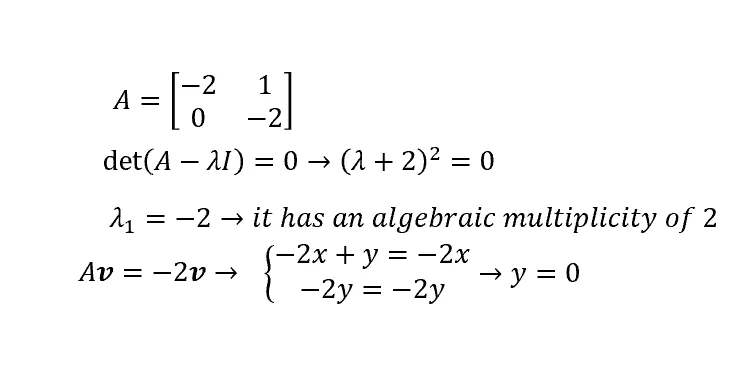 A = [−2 1
0 −2]
det(A − λI) = 0 → (λ + 2)² = 0
λ₁ = −2 → it has an algebraic multiplicity of 2
A𝒗 = −2𝒗 → {−2x + y = −2x
−2y = −2y → y = 0